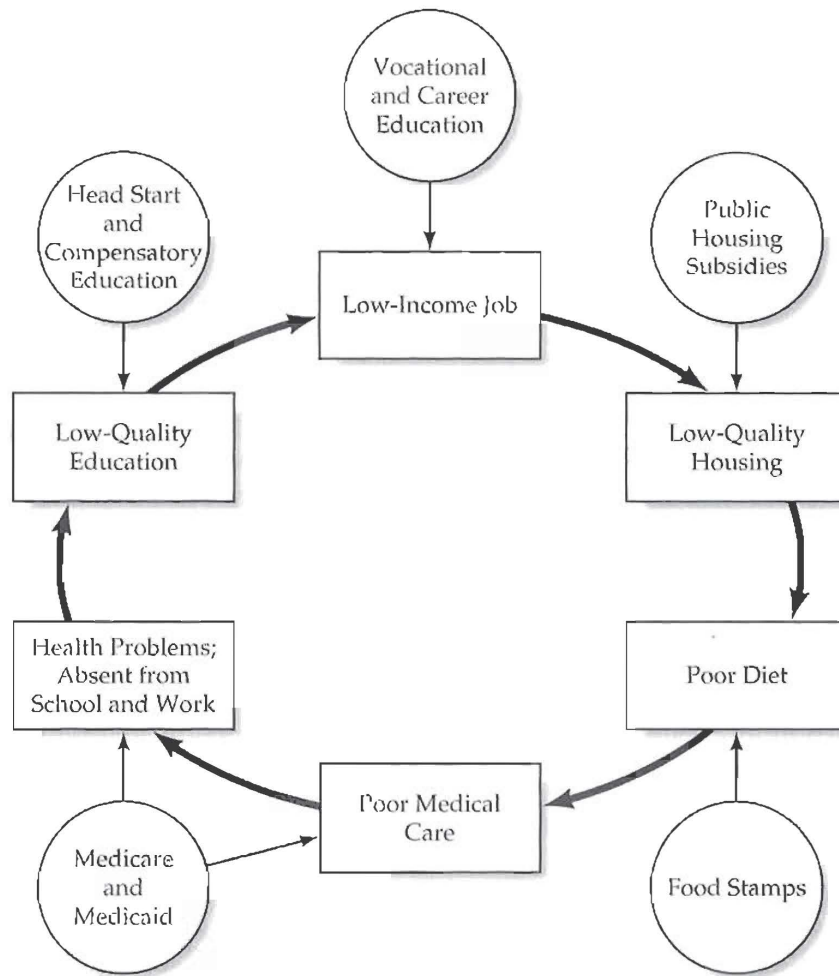 Vocational
and Career
Education
Head Start
and
Compensatory
Education
Public
Housing
Subsidies
Low-Income Job
Low-Quality
Education
Low-Quality
Housing
Health Problems;
Absent from
School and Work
Poor Diet
Poor Medical
Care
Medicare
and
Medicaid
Food Stamps